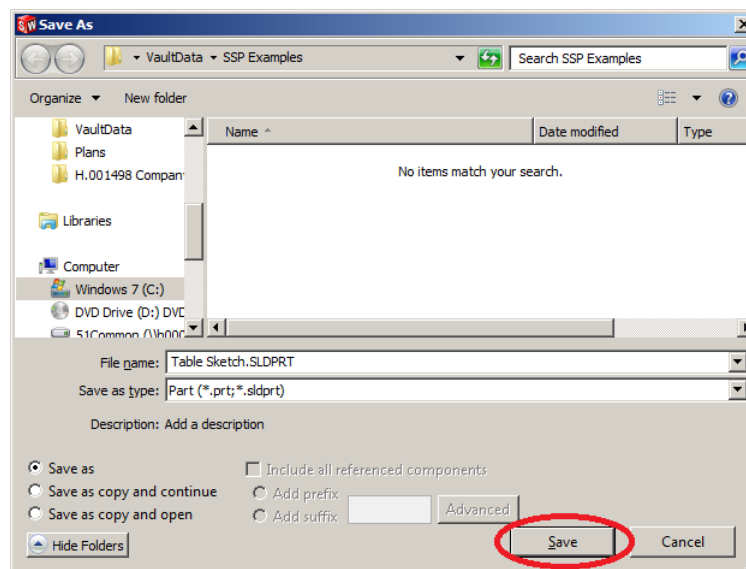 SW Save As
VaultData SSP Examples Search SSP Examples
Organize New folder
VaultData Name Date modified Type
Plans
H.001498 Compan
No items match your search.
Libraries
Computer
Windows 7 (C:)
DVD Drive (D:) DVD
51Common (\\b000
File name: Table Sketch.SLDPRT
Save as type: Part (*.prt;*.sldprt)
Description: Add a description
Save as Include all referenced components
Save as copy and continue Add prefix
Save as copy and open Add suffix Advanced
Hide Folders Save Cancel